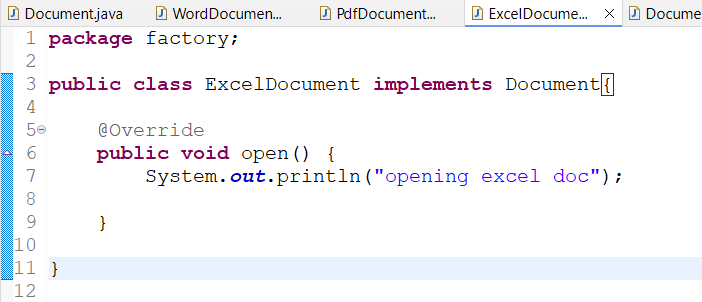 Document.java WordDocumen... PdfDocument... ExcelDocume... Docume
1 package factory;
2
3 public class ExcelDocument implements Document{
4
5 @Override
6 public void open() {
7 System.out.println("opening excel doc");
8
9 }
10
11 }
12